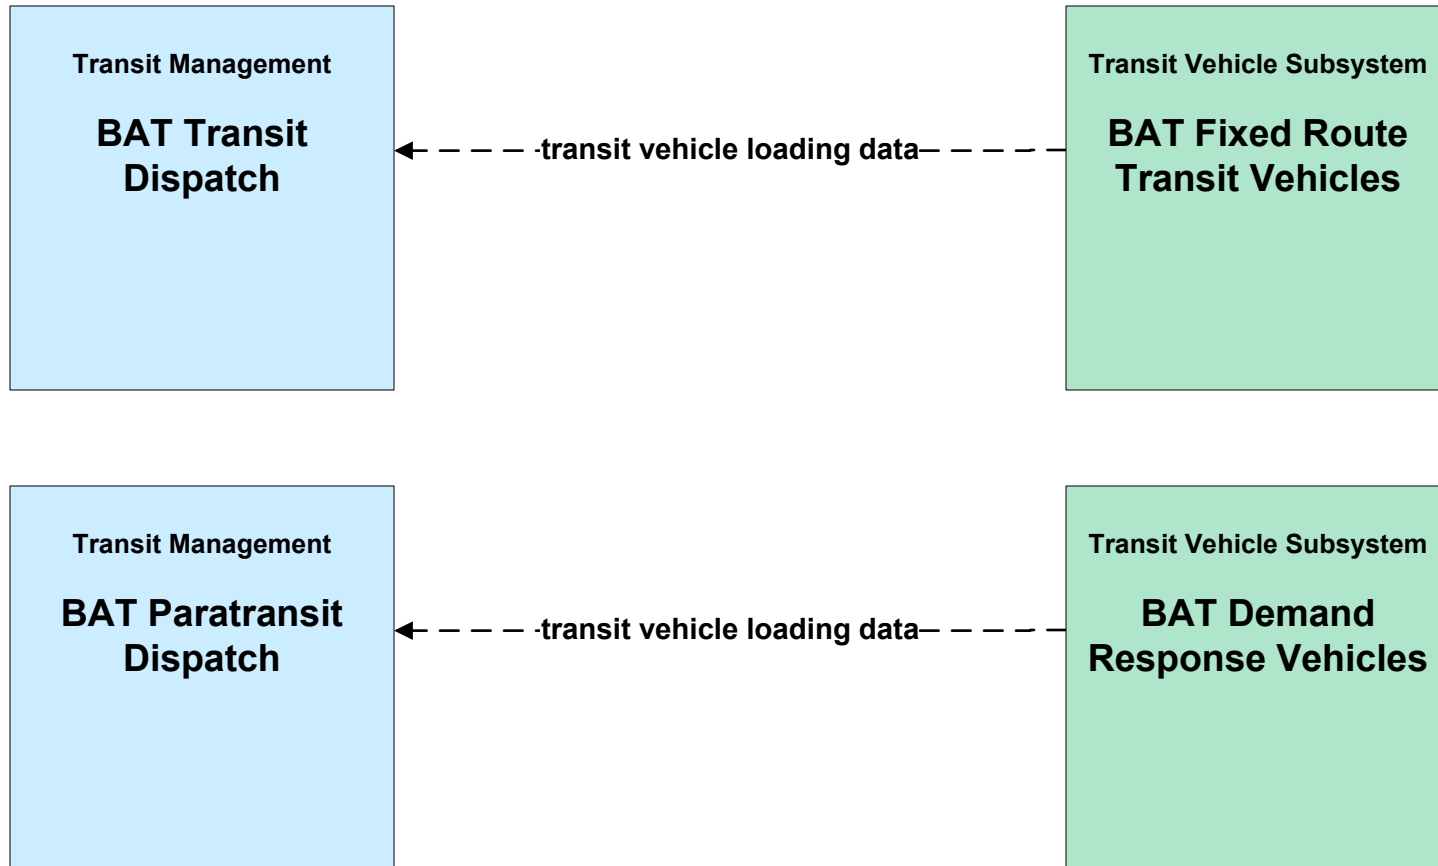 Transit Management
BAT Transit
Dispatch
transit vehicle loading data
Transit Vehicle Subsystem
BAT Fixed Route
Transit Vehicles
Transit Management
BAT Paratransit
Dispatch
transit vehicle loading data
Transit Vehicle Subsystem
BAT Demand
Response Vehicles